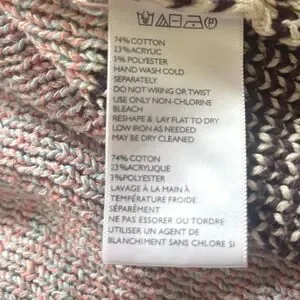 74% COTTON
23% ACRYLIC
3% POLYESTER
HAND WASH COLD
SEPARATELY
DO NOT WRING OR TWIST
USE ONLY NON-CHLORINE
BLEACH
RESHAPE & LAY FLAT TO DRY
LOW IRON AS NEEDED
MAY BE DRY CLEANED
74% COTON
23%ACRYLIQUE
3%POLYESTER
LAVAGE À LA MAIN À
TEMPÉRATURE FROIDE
SÉPARÉMENT
NE PAS ESSORER OU TORDRE
UTILISER UN AGENT DE
BLANCHIMENT SANS CHLORE SI